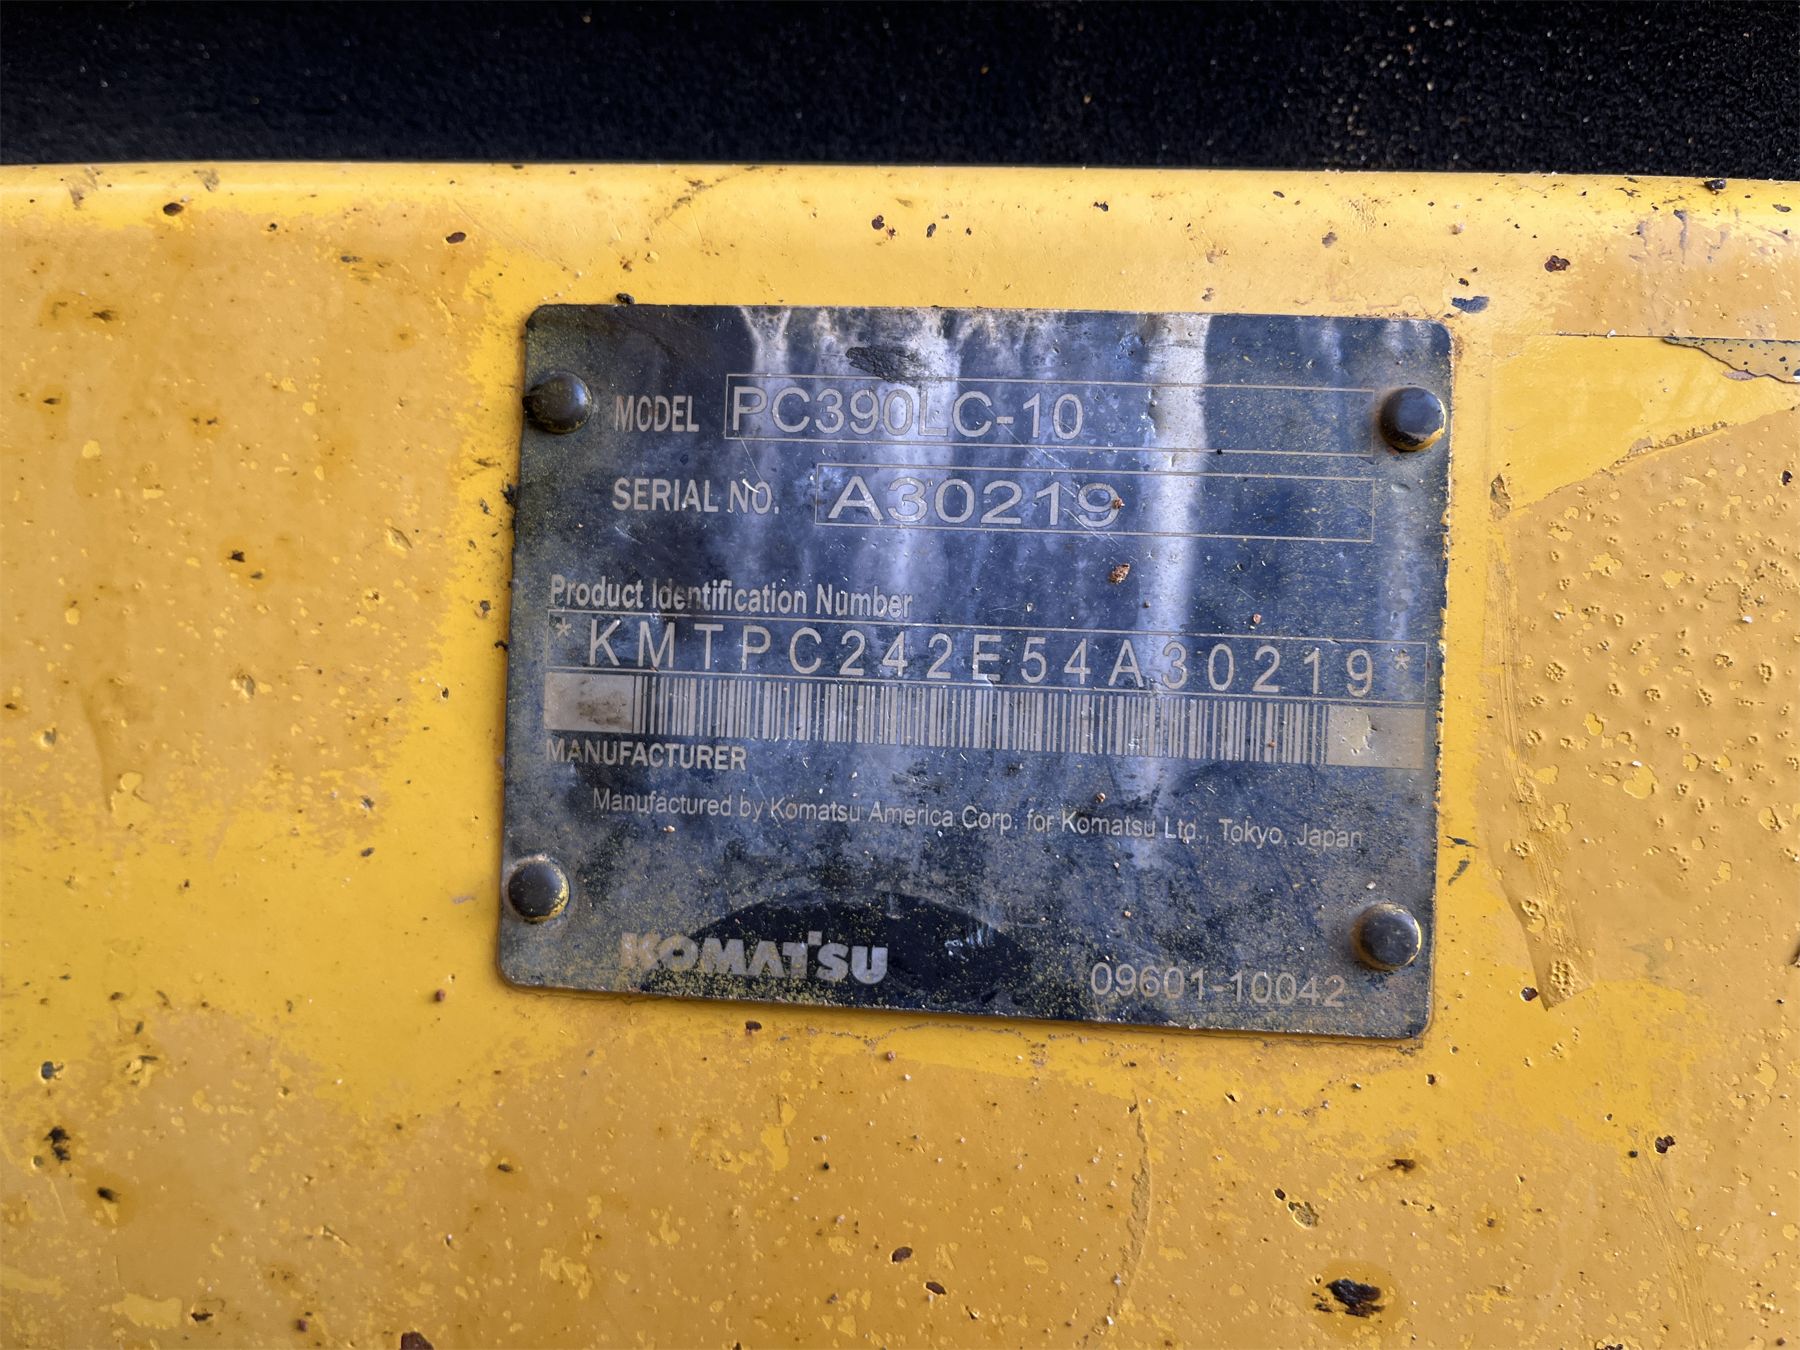 MODEL PC390LC-10
SERIAL NO. A30219
Product Identification Number
*KMTPC242E54A30219*
MANUFACTURER
Manufactured by Komatsu America Corp. for Komatsu Ltd., Tokyo, Japan
KOMATSU
09601-10042